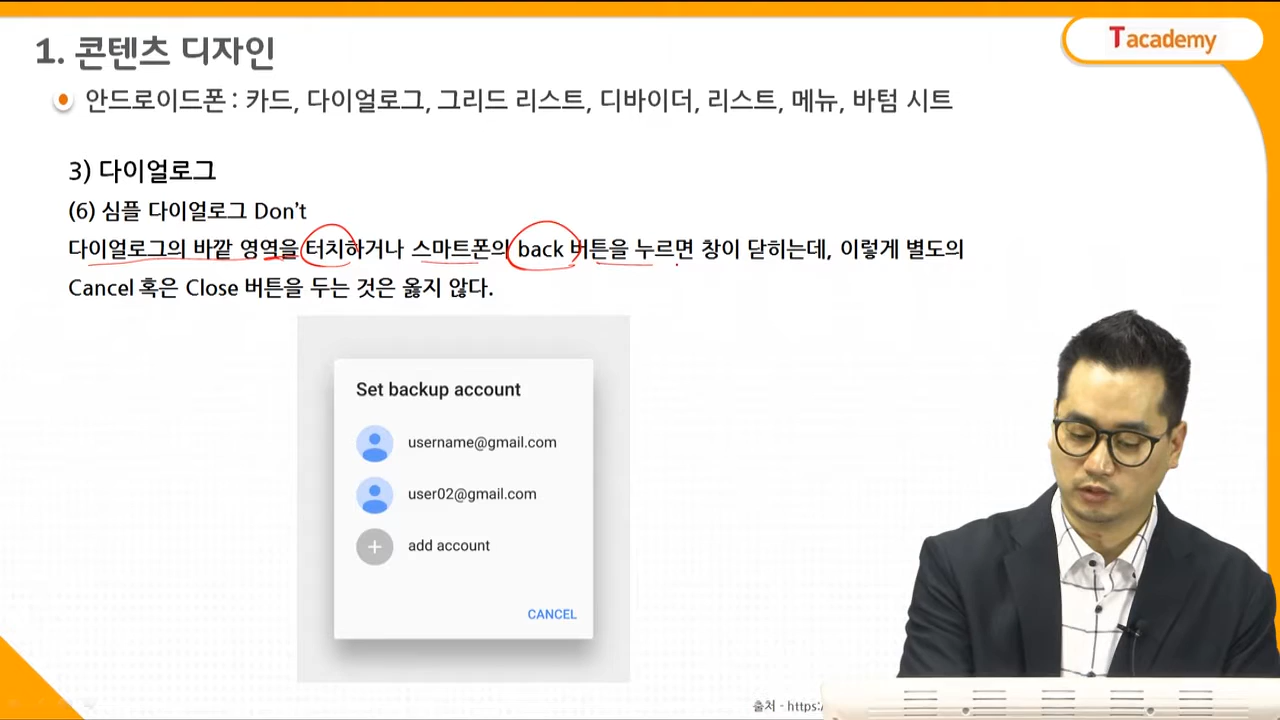 1. 콘텐츠 디자인
Tacademy
안드로이드폰 : 카드, 다이얼로그, 그리드 리스트, 디바이더, 리스트, 메뉴, 바텀 시트
3) 다이얼로그
(6) 심플 다이얼로그 Don't
다이얼로그의 바깥 영역을 터치하거나 스마트폰의 back 버튼을 누르면 창이 닫히는데, 이렇게 별도의
Cancel 혹은 Close 버튼을 두는 것은 옳지 않다.
Set backup account
username@gmail.com
user02@gmail.com
add account
CANCEL
출처 - https:/